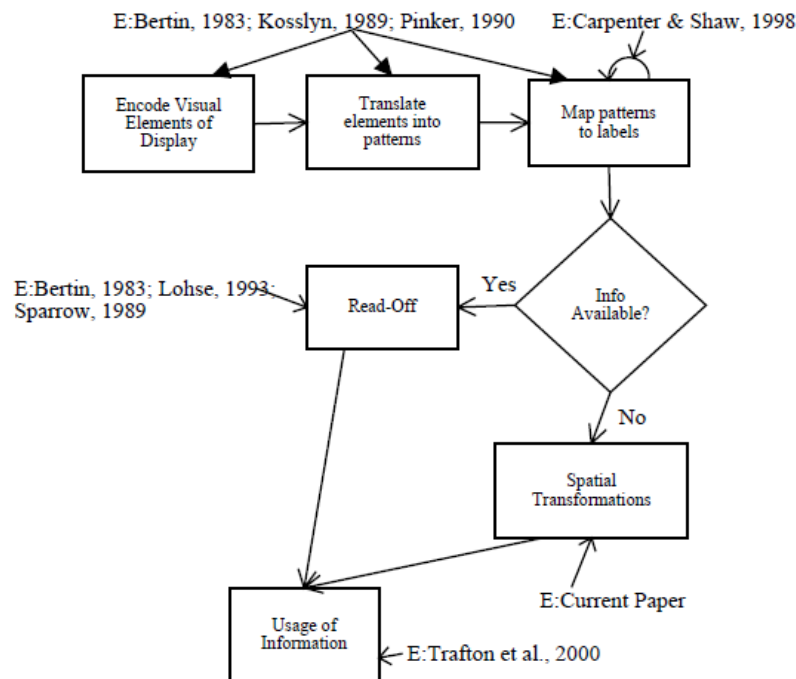 E:Bertin, 1983; Kosslyn, 1989; Pinker, 1990
E:Carpenter & Shaw, 1998
Encode Visual
Elements of
Display
Translate
elements into
patterns
Map patterns
to labels
E:Bertin, 1983; Lohse, 1993;
Sparrow, 1989
Read-Off
Yes
Info
Available?
No
Spatial
Transformations
E:Current Paper
Usage of
Information
E:Trafton et al., 2000